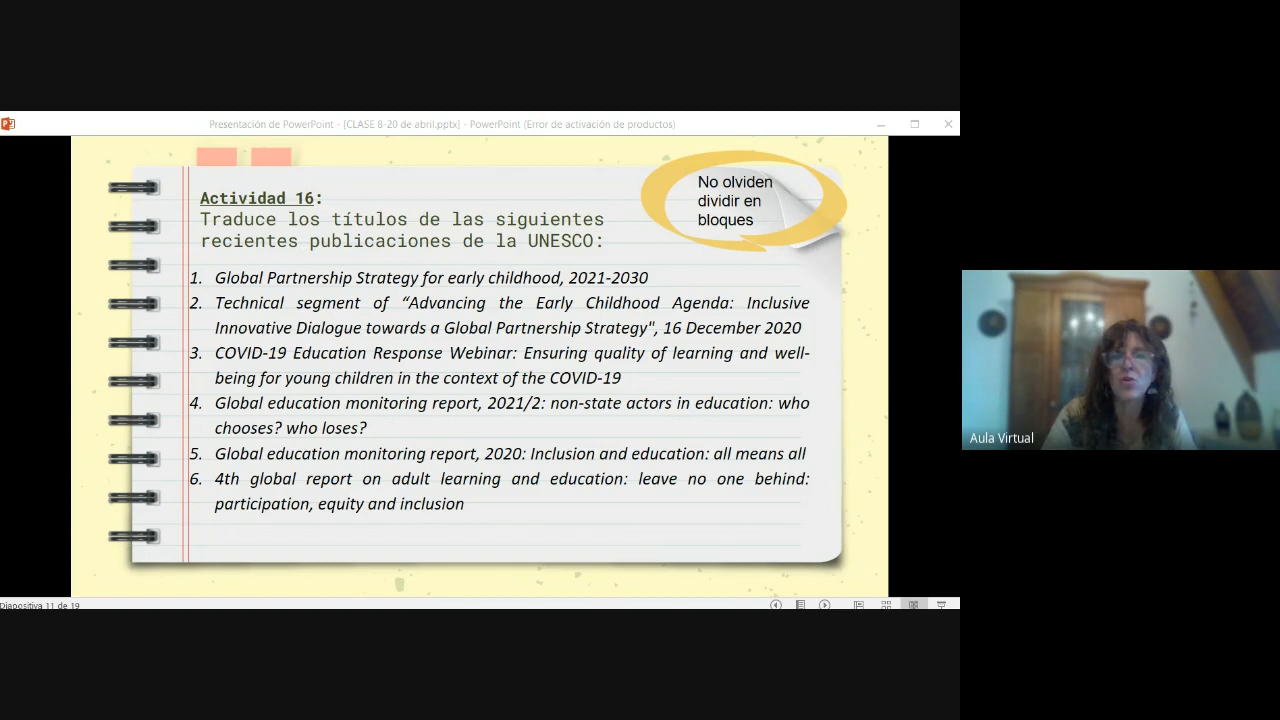 Presentación de PowerPoint - [CLASE 8-20 de abril.pptx] - PowerPoint (Error de activación de productos)
No olviden
dividir en
bloques
Actividad 16:
Traduce los títulos de las siguientes
recientes publicaciones de la UNESCO:
1. Global Partnership Strategy for early childhood, 2021-2030
2. Technical segment of “Advancing the Early Childhood Agenda: Inclusive
Innovative Dialogue towards a Global Partnership Strategy", 16 December 2020
3. COVID-19 Education Response Webinar: Ensuring quality of learning and well-
being for young children in the context of the COVID-19
4. Global education monitoring report, 2021/2: non-state actors in education: who
chooses? who loses?
5. Global education monitoring report, 2020: Inclusion and education: all means all
6. 4th global report on adult learning and education: leave no one behind:
participation, equity and inclusion
Diapositiva 11 de 19
Aula Virtual